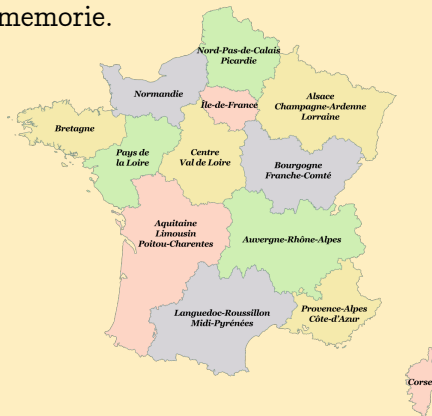 memorie.
Nord-Pas-de-Calais
Picardie
Normandie
Île-de-France
Alsace
Champagne-Ardenne
Lorraine
Bretagne
Pays de
la Loire
Centre
Val de Loire
Bourgogne
Franche-Comté
Aquitaine
Limousin
Poitou-Charentes
Auvergne-Rhône-Alpes
Languedoc-Roussillon
Midi-Pyrénées
Provence-Alpes
Côte-d'Azur
Corse